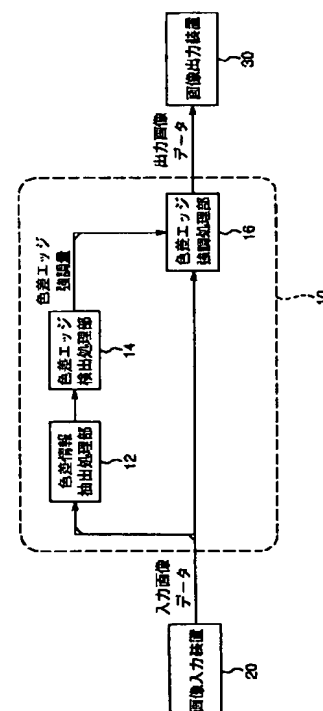 画像入力装置
20
入力画像
データ
色差情報
抽出処理部
12
色差エッジ
検出処理部
14
色差エッジ
強調量
色差エッジ
強調処理部
16
10
出力画像
データ
画像出力装置
30